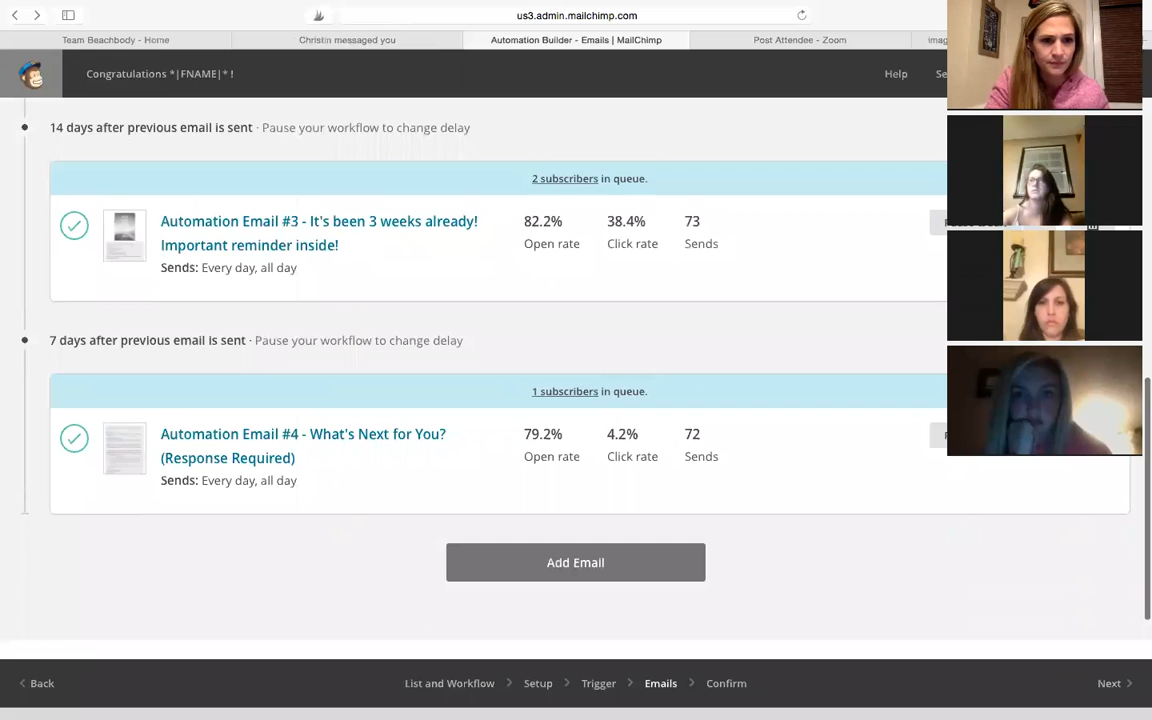 us3.admin.mailchimp.com
Team Beachbody - Home
Christin messaged you
Automation Builder - Emails | MailChimp
Post Attendee - Zoom
Congratulations *|FNAME|* !
Help
14 days after previous email is sent · Pause your workflow to change delay
2 subscribers in queue.
Automation Email #3 - It's been 3 weeks already!
Important reminder inside!
Sends: Every day, all day
82.2%
Open rate
38.4%
Click rate
73
Sends
7 days after previous email is sent · Pause your workflow to change delay
1 subscribers in queue.
Automation Email #4 - What's Next for You?
(Response Required)
Sends: Every day, all day
79.2%
Open rate
4.2%
Click rate
72
Sends
Add Email
Back
List and Workflow
Setup
Trigger
Emails
Confirm
Next